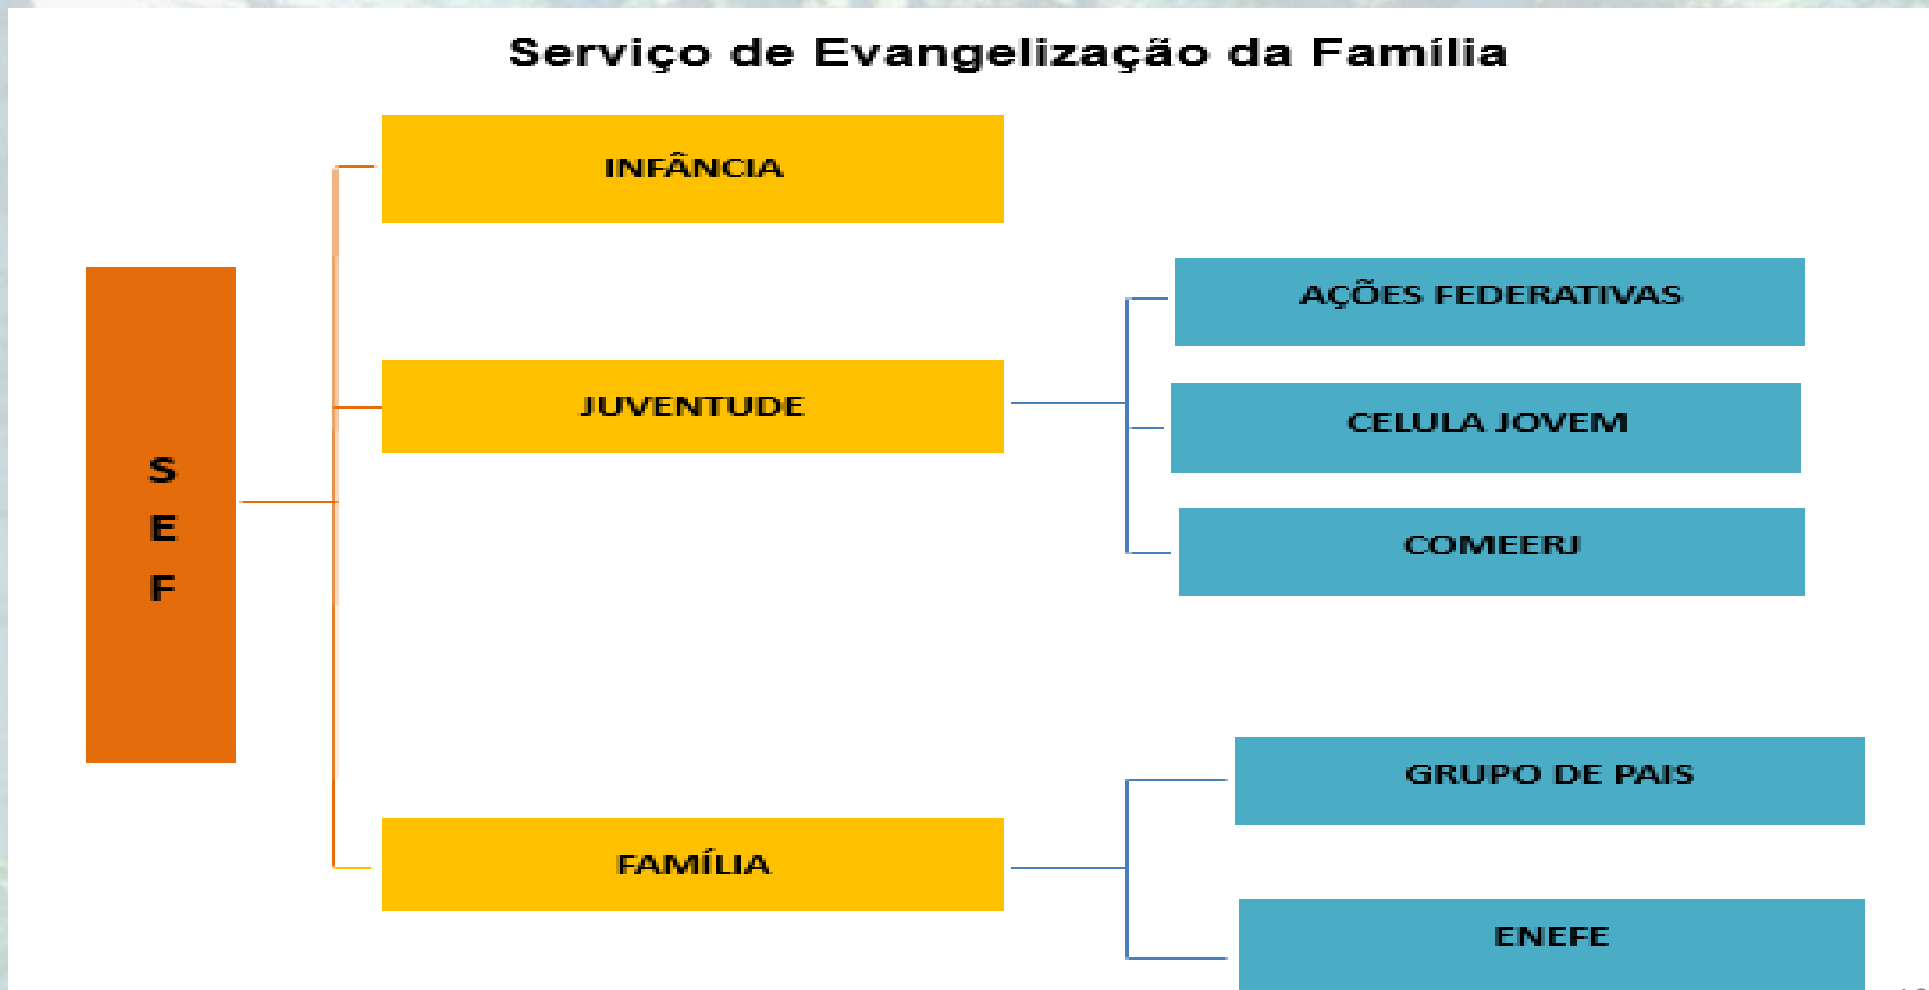 Serviço de Evangelização da Família
S
E
F
INFÂNCIA
JUVENTUDE
AÇÕES FEDERATIVAS
CELULA JOVEM
COMEERJ
FAMÍLIA
GRUPO DE PAIS
ENEFE